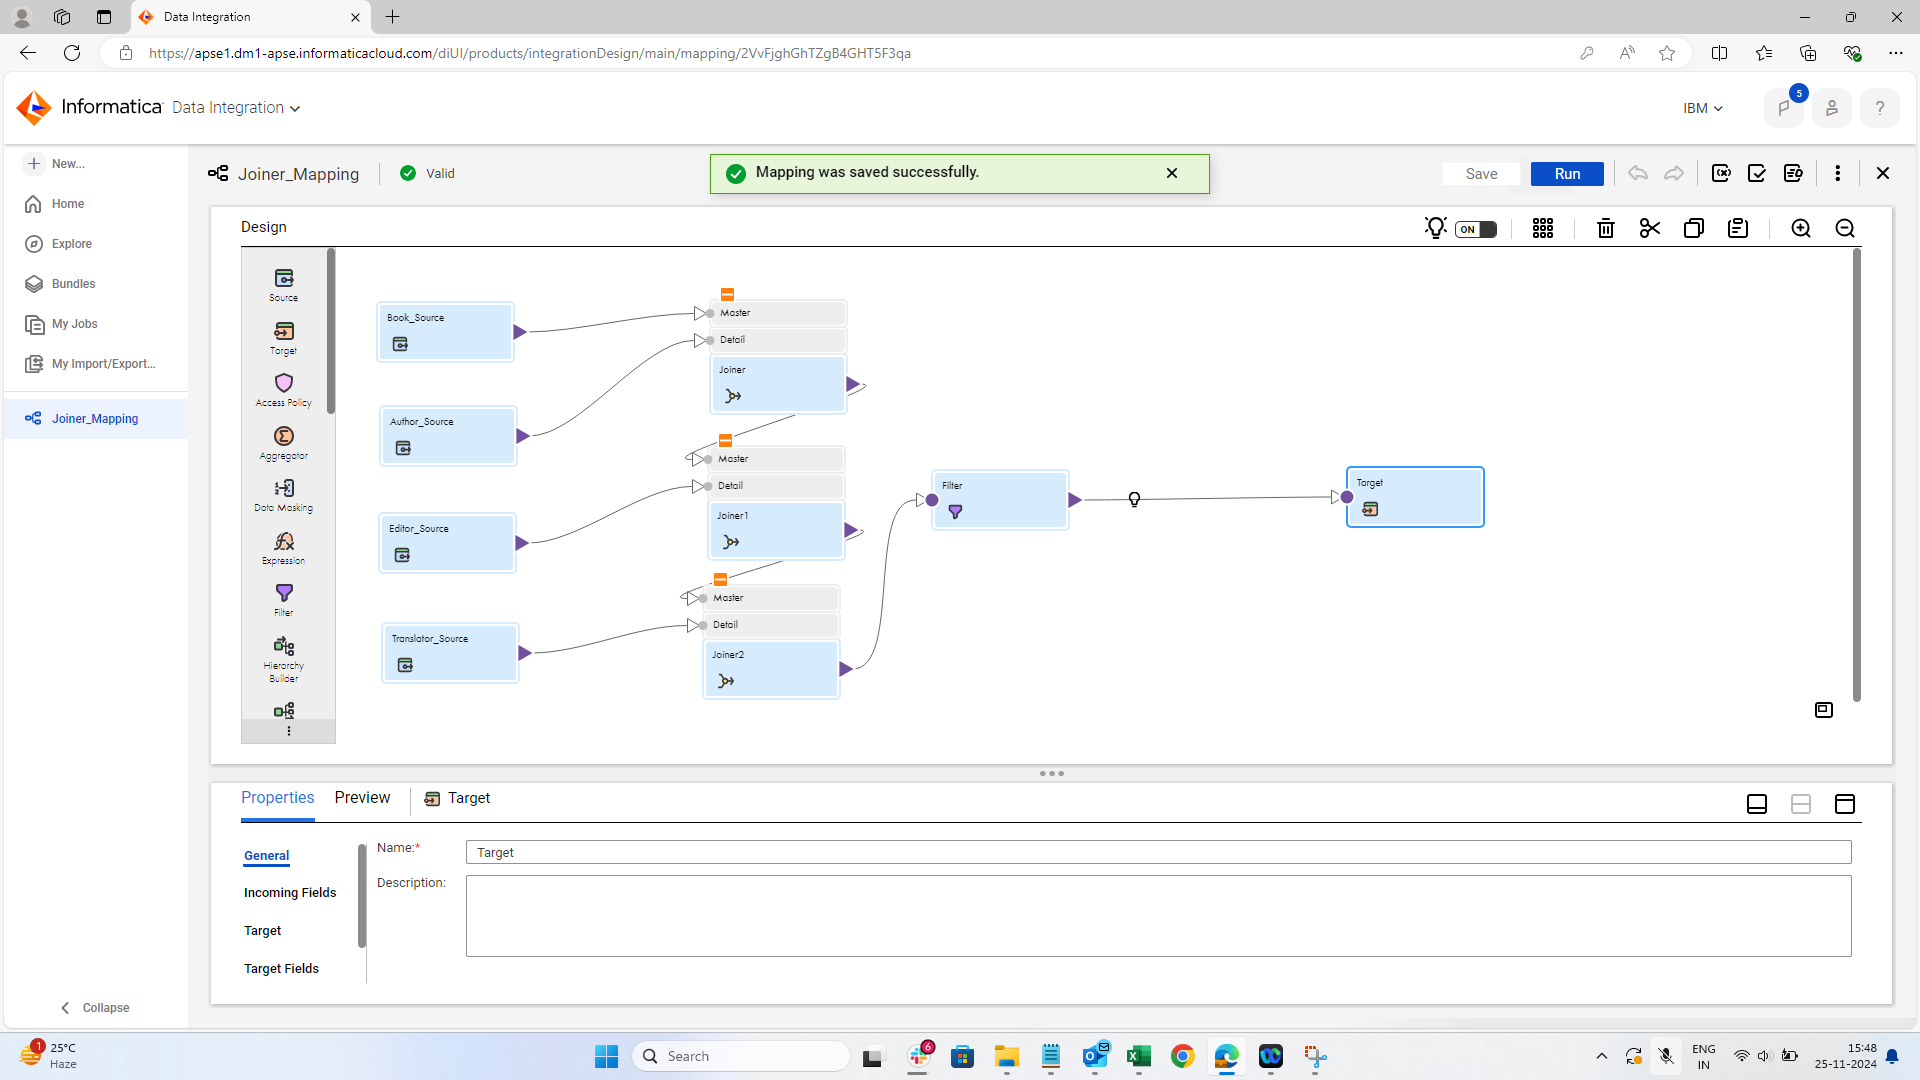 Data Integration
https://apse1.dm1-apse.informaticacloud.com/diUI/products/integrationDesign/main/mapping/2VvFjghGhTZgB4GHT5F3qa
Informatica Data Integration
IBM
5
?
New...
Home
Explore
Bundles
My Jobs
My Import/Export...
Joiner_Mapping
Collapse
Joiner_Mapping
Valid
Mapping was saved successfully.
Save
Run
Design
ON
Source
Target
Access Policy
Aggregator
Data Masking
Expression
Filter
Hierarchy
Builder
Book_Source
Author_Source
Editor_Source
Translator_Source
Master
Detail
Joiner
Master
Detail
Joiner1
Master
Detail
Joiner2
Filter
Target
Properties
Preview
Target
General
Incoming Fields
Target
Target Fields
Name:*
Target
Description:
1
25°C
Haze
Search
6
ENG
IN
15:48
25-11-2024